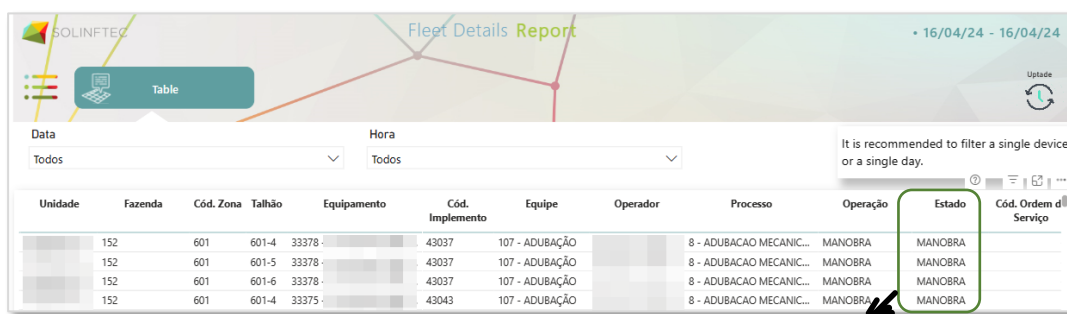 SOLINFTEC
Fleet Details Report
• 16/04/24 - 16/04/24
Table
Uptade
Data
Hora
Todos
Todos
It is recommended to filter a single device
or a single day.
Unidade Fazenda Cód. Zona Talhão Equipamento Cód. Implemento Equipe Operador Processo Operação Estado Cód. Ordem d Serviço
152 601 601-4 33378 - 43037 107 - ADUBAÇÃO 8 - ADUBACAO MECANIC... MANOBRA MANOBRA
152 601 601-5 33378 - 43037 107 - ADUBAÇÃO 8 - ADUBACAO MECANIC... MANOBRA MANOBRA
152 601 601-6 33378 - 43037 107 - ADUBAÇÃO 8 - ADUBACAO MECANIC... MANOBRA MANOBRA
152 601 601-4 33375 - 43043 107 - ADUBAÇÃO 8 - ADUBACAO MECANIC... MANOBRA MANOBRA